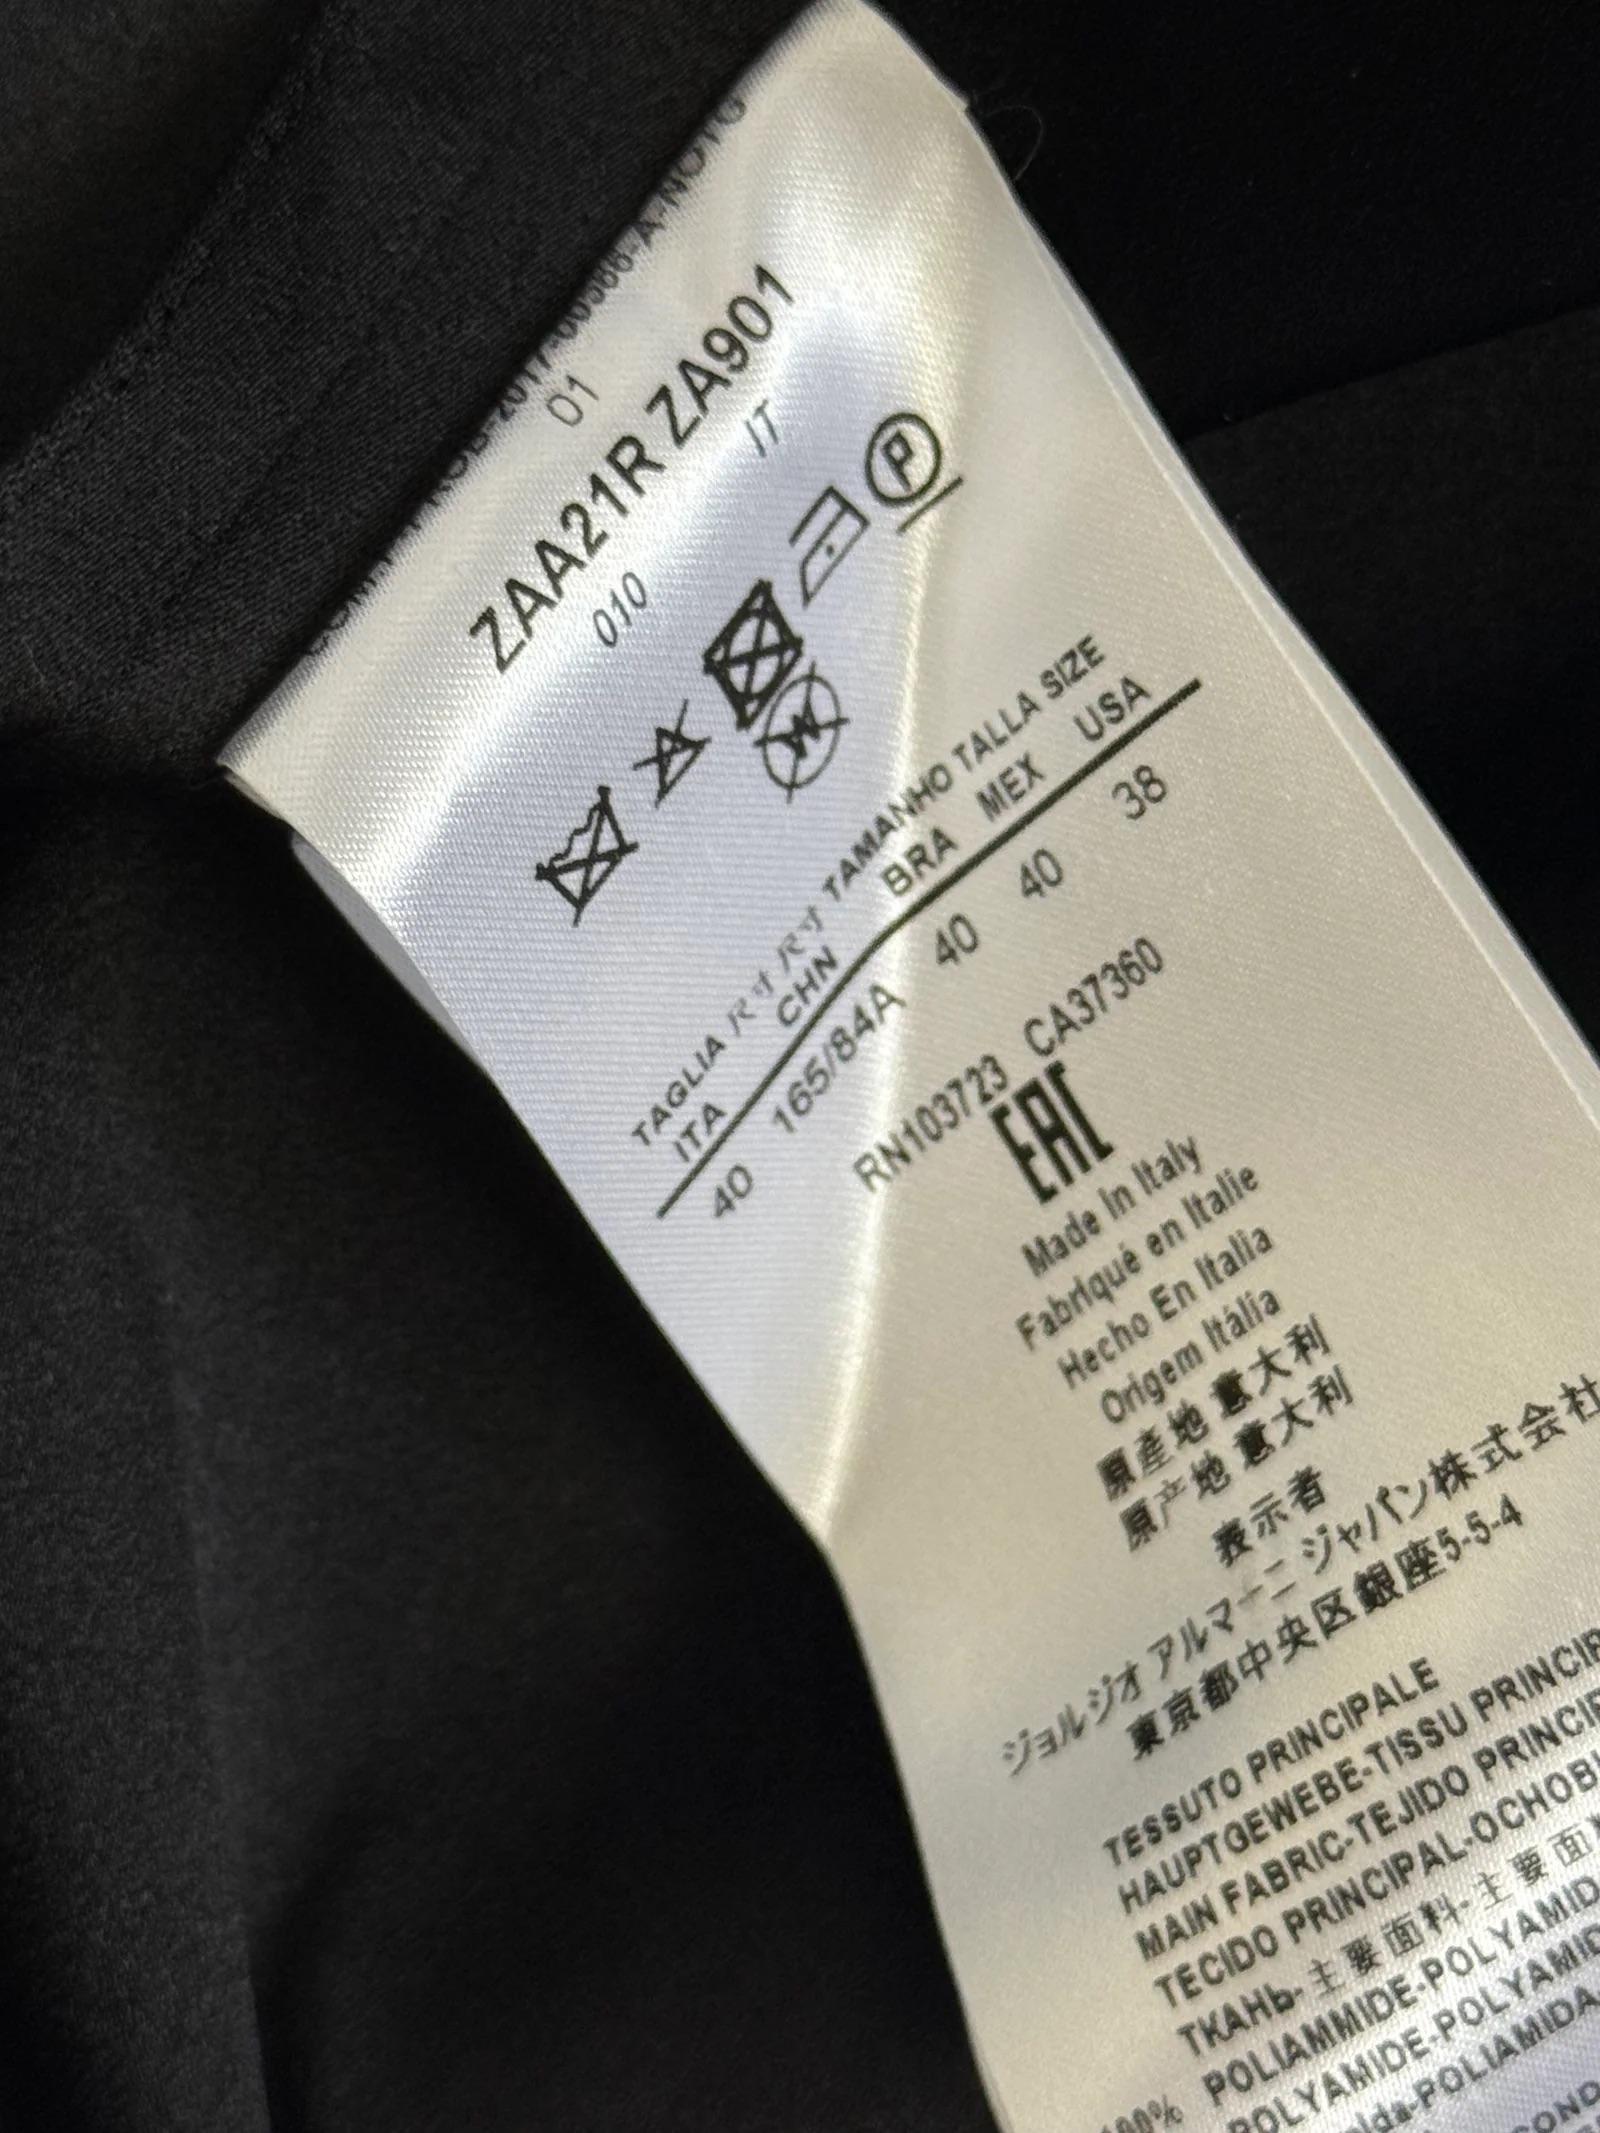 01
ZAA21R ZA901
010 IT
P
W
TAGLIA 尺寸 尺寸 TAMANHO TALLA SIZE
ITA CHN BRA MEX USA
40 165/84A 40 40 38
RN103723 CA37360
EAC
Made In Italy
Fabriqué en Italie
Hecho En Italia
Origem Itália
原産地 意大利
原产地 意大利
表示者
ジョルジオ アルマーニ ジャパン株式会社
東京都中央区銀座5-5-4
TESSUTO PRINCIPALE
HAUPTGEWEBE-TISSU PRINCIP
MAIN FABRIC-TEJIDO PRINCIP
TECIDO PRINCIPAL-ОСНОВ
ТКАНЬ-主要面料-主要面
100% POLIAMMIDE-POLYAMID
POLYAMIDE-POLYAMID
POLIAMIDA